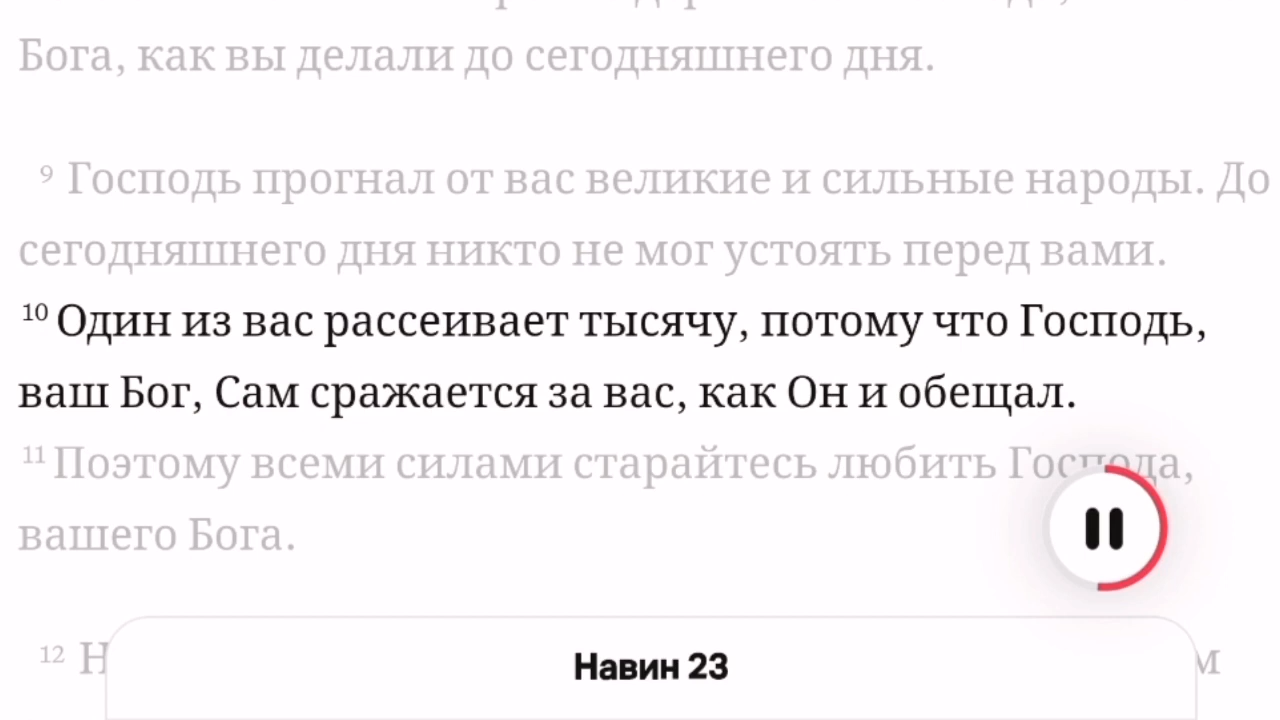 Бога, как вы делали до сегодняшнего дня.
9 Господь прогнал от вас великие и сильные народы. До
сегодняшнего дня никто не мог устоять перед вами.
10 Один из вас рассеивает тысячу, потому что Господь,
ваш Бог, Сам сражается за вас, как Он и обещал.
11 Поэтому всеми силами старайтесь любить Господа,
вашего Бога.
12
Навин 23